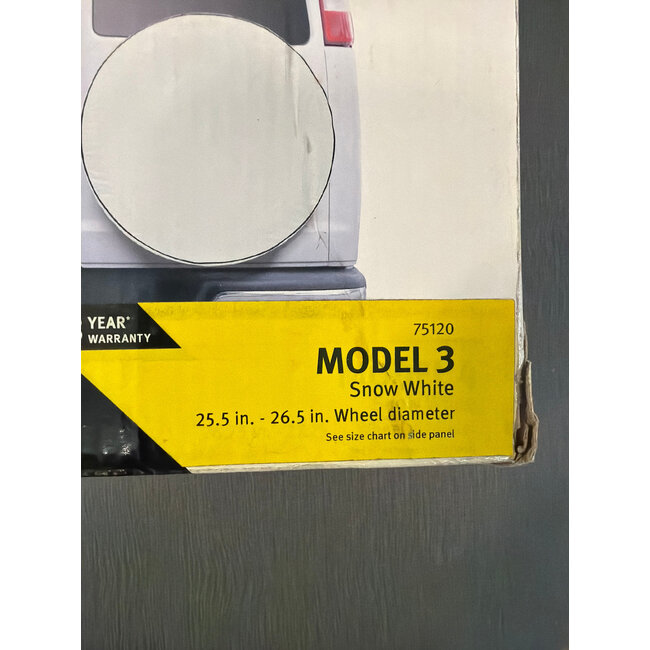 YEAR*
WARRANTY
75120
MODEL 3
Snow White
25.5 in. - 26.5 in. Wheel diameter
See size chart on side panel